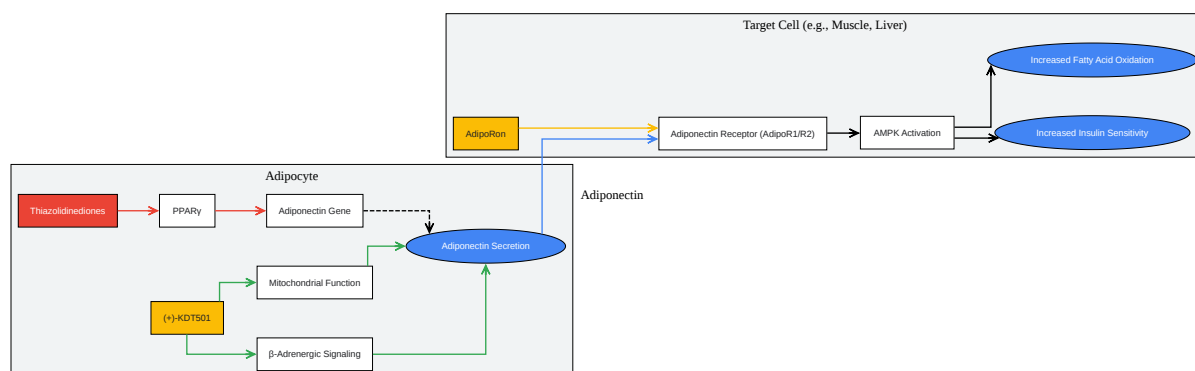 Target Cell (e.g., Muscle, Liver)
Increased Fatty Acid Oxidation
AdipoRon
Adiponectin Receptor (AdipoR1/R2)
AMPK Activation
Increased Insulin Sensitivity
Adipocyte
Adiponectin
Thiazolidinediones
PPARγ
Adiponectin Gene
Adiponectin Secretion
Mitochondrial Function
(+)-KDT501
β-Adrenergic Signaling